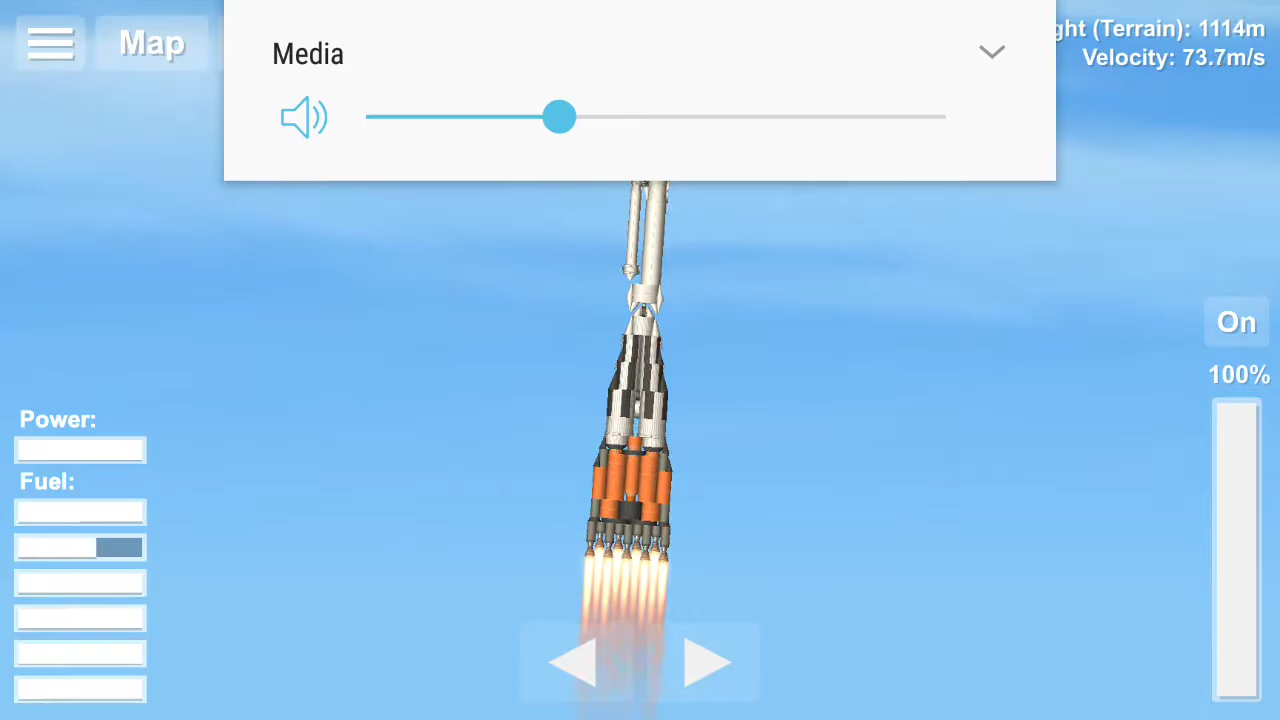 Map
Media
ght (Terrain): 1114m
Velocity: 73.7m/s
On
100%
Power:
Fuel: